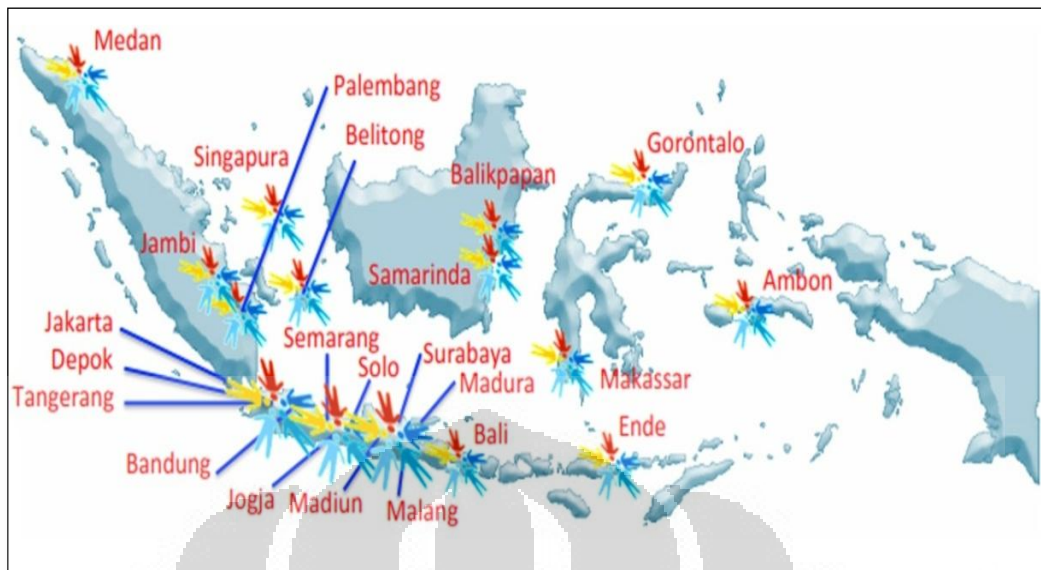 Medan
Palembang
Belitong
Singapura
Gorontalo
Balikpapan
Jambi
Samarinda
Ambon
Jakarta
Semarang
Surabaya
Depok
Solo
Madura
Makassar
Tangerang
Bali
Ende
Bandung
Jogja
Madiun
Malang